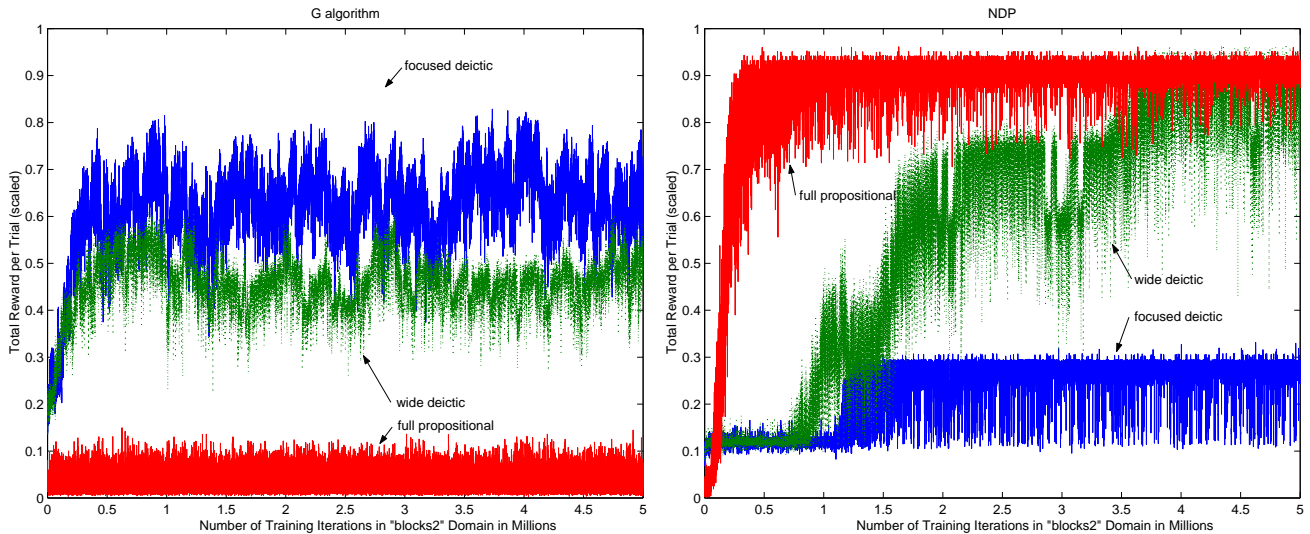 G algorithm
1
0.9
0.8
0.7
0.6
0.5
0.4
0.3
0.2
0.1
0
Total Reward per Trial (scaled)
focused deictic
wide deictic
full propositional
0 0.5 1 1.5 2 2.5 3 3.5 4 4.5 5
Number of Training Iterations in "blocks2" Domain in Millions
NDP
1
0.9
0.8
0.7
0.6
0.5
0.4
0.3
0.2
0.1
0
Total Reward per Trial (scaled)
full propositional
wide deictic
focused deictic
0 0.5 1 1.5 2 2.5 3 3.5 4 4.5 5
Number of Training Iterations in "blocks2" Domain in Millions